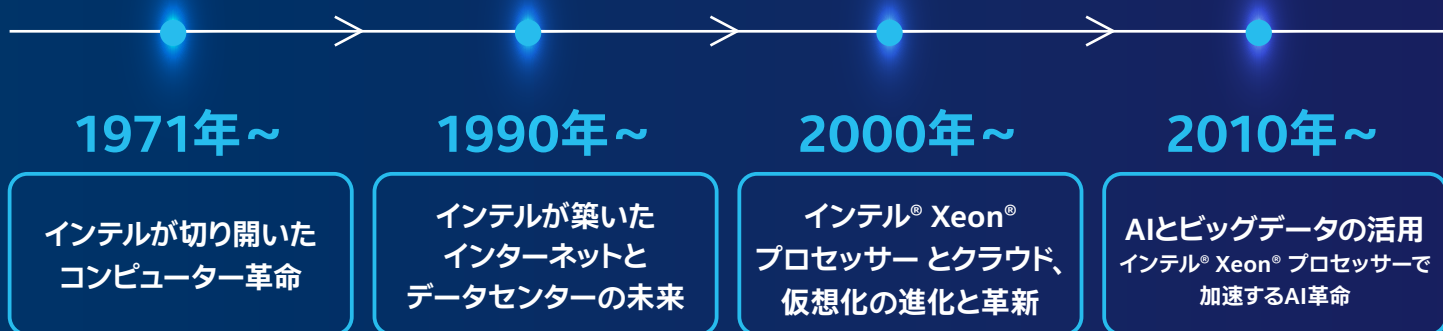 1971年~
インテルが切り開いた
コンピューター革命
1990年~
インテルが築いた
インターネットと
データセンターの未来
2000年~
インテル® Xeon®
プロセッサー とクラウド、
仮想化の進化と革新
2010年~
AIとビッグデータの活用
インテル® Xeon® プロセッサーで
加速するAI革命